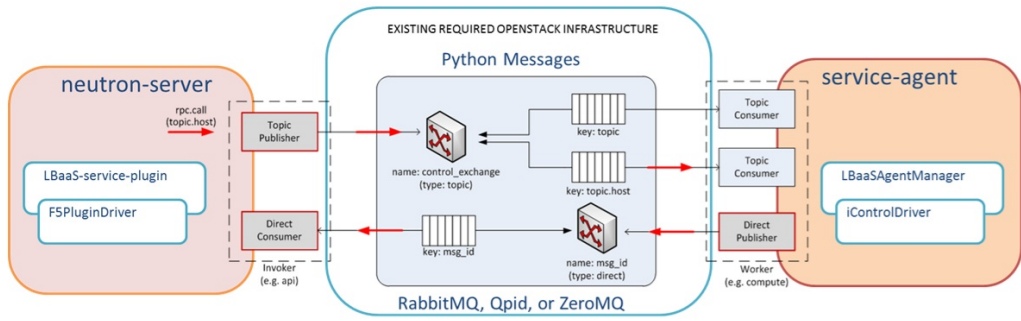 EXISTING REQUIRED OPENSTACK INFRASTRUCTURE
Python Messages
neutron-server
service-agent
rpc.call
(topic.host)
Topic
Publisher
name: control_exchange
(type: topic)
key: topic
key: topic.host
Topic
Consumer
Topic
Consumer
LBaaS-service-plugin
F5PluginDriver
LBaaSAgentManager
iControlDriver
Direct
Consumer
key: msg_id
name: msg_id
(type: direct)
Direct
Publisher
Invoker
(e.g. api)
Worker
(e.g. compute)
RabbitMQ, Qpid, or ZeroMQ